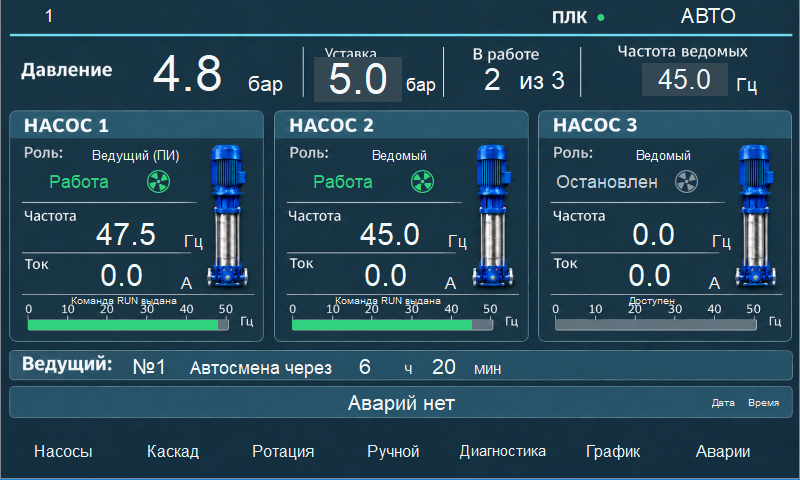 1 ПЛК АВТО
Давление 4.8 бар Уставка 5.0 бар В работе 2 из 3 Частота ведомых 45.0 Гц
НАСОС 1
Роль: Ведущий (ПИ)
Работа
Частота
47.5 Гц
Ток
0.0 A
Команда RUN выдана
0 10 20 30 40 50 Гц
НАСОС 2
Роль: Ведомый
Работа
Частота
45.0 Гц
Ток
0.0 A
Команда RUN выдана
0 10 20 30 40 50 Гц
НАСОС 3
Роль: Ведомый
Остановлен
Частота
0.0 Гц
Ток
0.0 A
Доступен
0 10 20 30 40 50 Гц
Ведущий: №1 Автосмена через 6 ч 20 мин
Аварий нет Дата Время
Насосы Каскад Ротация Ручной Диагностика График Аварии